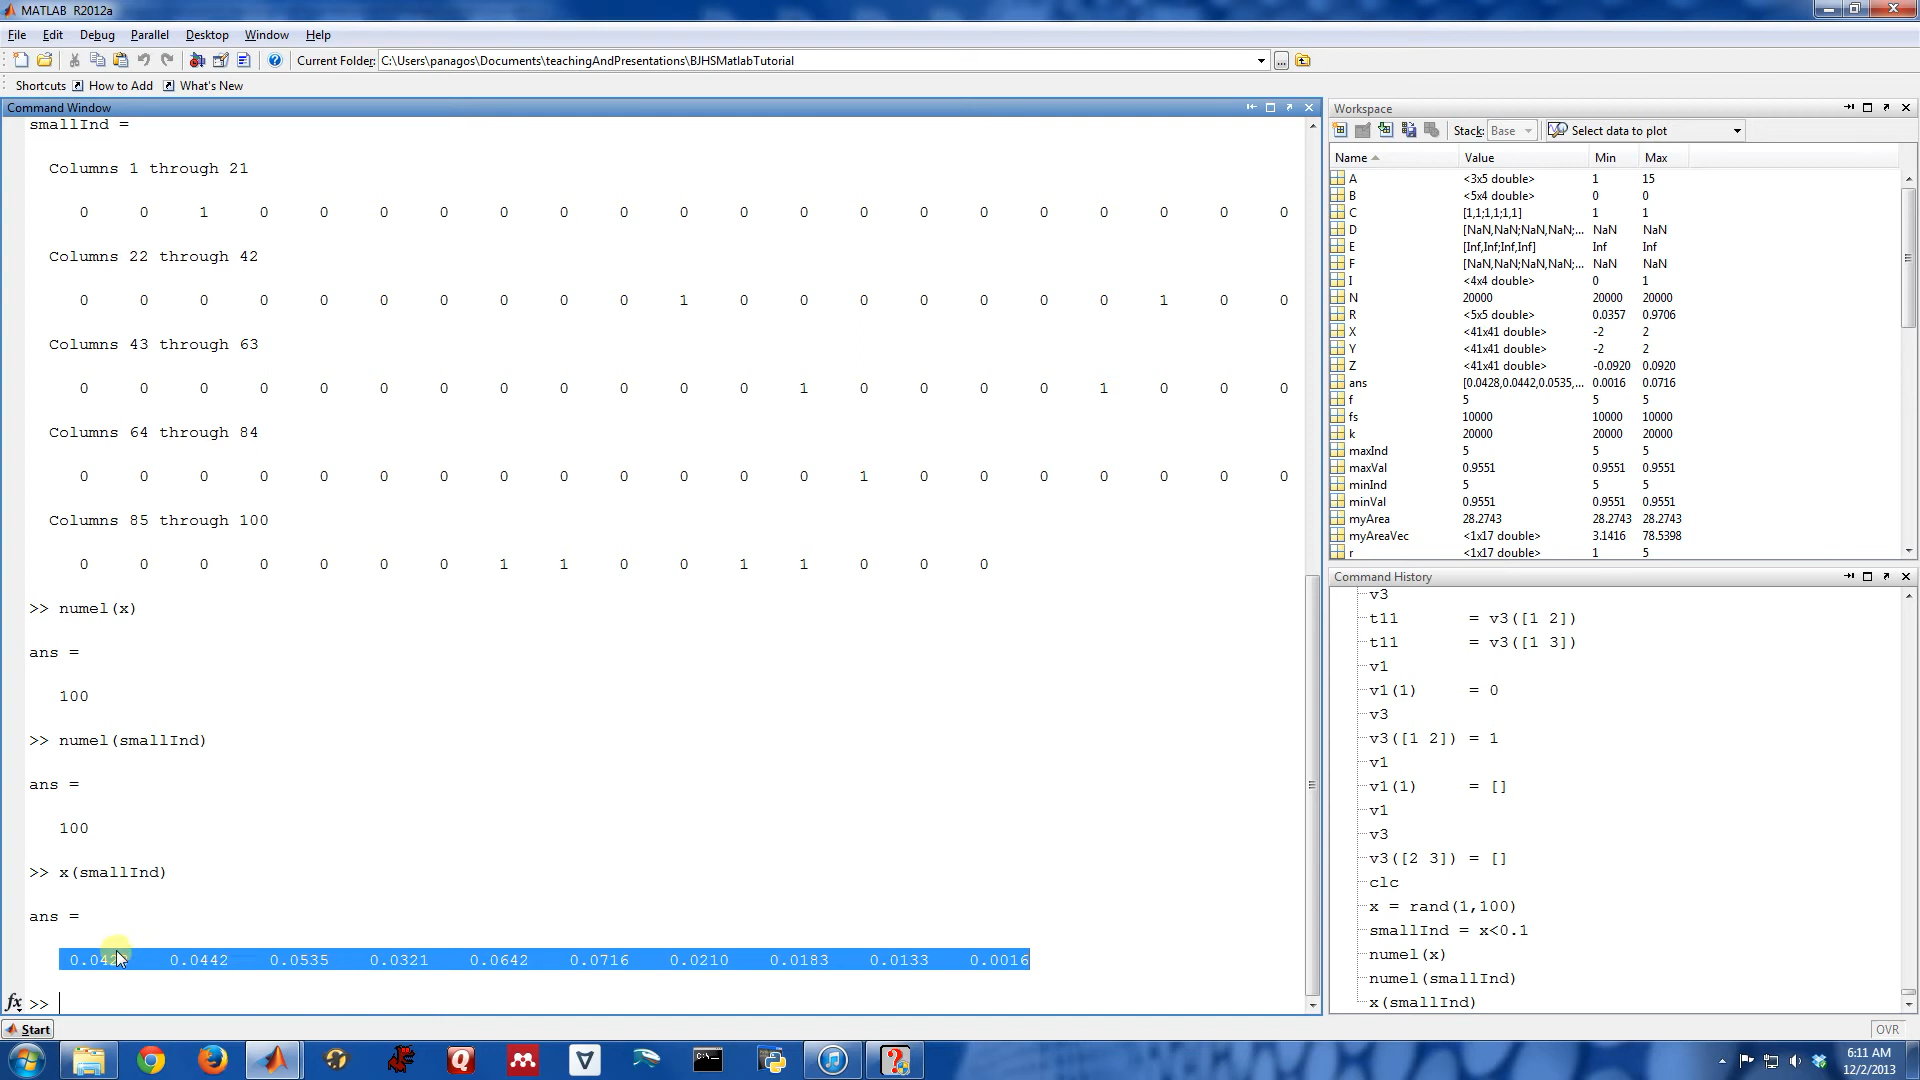 MATLAB R2012a
File Edit Debug Parallel Desktop Window Help
Current Folder: C:\Users\panagos\Documents\teachingAndPresentations\BJHSMatlabTutorial
Shortcuts How to Add What's New
Command Window
smallInd =
Columns 1 through 21
0 0 1 0 0 0 0 0 0 0 0 0 0 0 0 0 0 0 0 0 0
Columns 22 through 42
0 0 0 0 0 0 0 0 0 0 1 0 0 0 0 0 0 0 1 0 0
Columns 43 through 63
0 0 0 0 0 0 0 0 0 0 0 0 1 0 0 0 0 1 0 0 0
Columns 64 through 84
0 0 0 0 0 0 0 0 0 0 0 0 0 1 0 0 0 0 0 0 0
Columns 85 through 100
0 0 0 0 0 0 0 1 1 0 0 1 1 0 0 0
>> numel(x)
ans =
100
>> numel(smallInd)
ans =
100
>> x(smallInd)
ans =
0.0442 0.0535 0.0321 0.0642 0.0716 0.0210 0.0183 0.0133 0.0016
fx >>
Workspace
Stack: Base Select data to plot
Name Value Min Max
A <3x5 double> 1 15
B <5x4 double> 0 0
C [1,1;1,1;1,1] 1 1
D [NaN,NaN;NaN,NaN;... NaN NaN
E [Inf,Inf;Inf,Inf] Inf Inf
F [NaN,NaN;NaN,NaN;... NaN NaN
I <4x4 double> 0 1
N 20000 20000 20000
R <5x5 double> 0.0357 0.9706
X <41x41 double> -2 2
Y <41x41 double> -2 2
Z <41x41 double> -0.0920 0.0920
ans [0.0428,0.0442,0.0535,... 0.0016 0.0716
f 5 5 5
fs 10000 10000 10000
k 20000 20000 20000
maxInd 5 5 5
maxVal 0.9551 0.9551 0.9551
minInd 5 5 5
minVal 0.9551 0.9551 0.9551
myArea 28.2743 28.2743 28.2743
myAreaVec <1x17 double> 3.1416 78.5398
r <1x17 double> 1 5
Command History
v3
t11 = v3([1 2])
t11 = v3([1 3])
v1
v1(1) = 0
v3
v3([1 2]) = 1
v1
v1(1) = []
v1
v3
v3([2 3]) = []
clc
x = rand(1,100)
smallInd = x<0.1
numel(x)
numel(smallInd)
x(smallInd)
Start
OVR
6:11 AM
12/2/2013